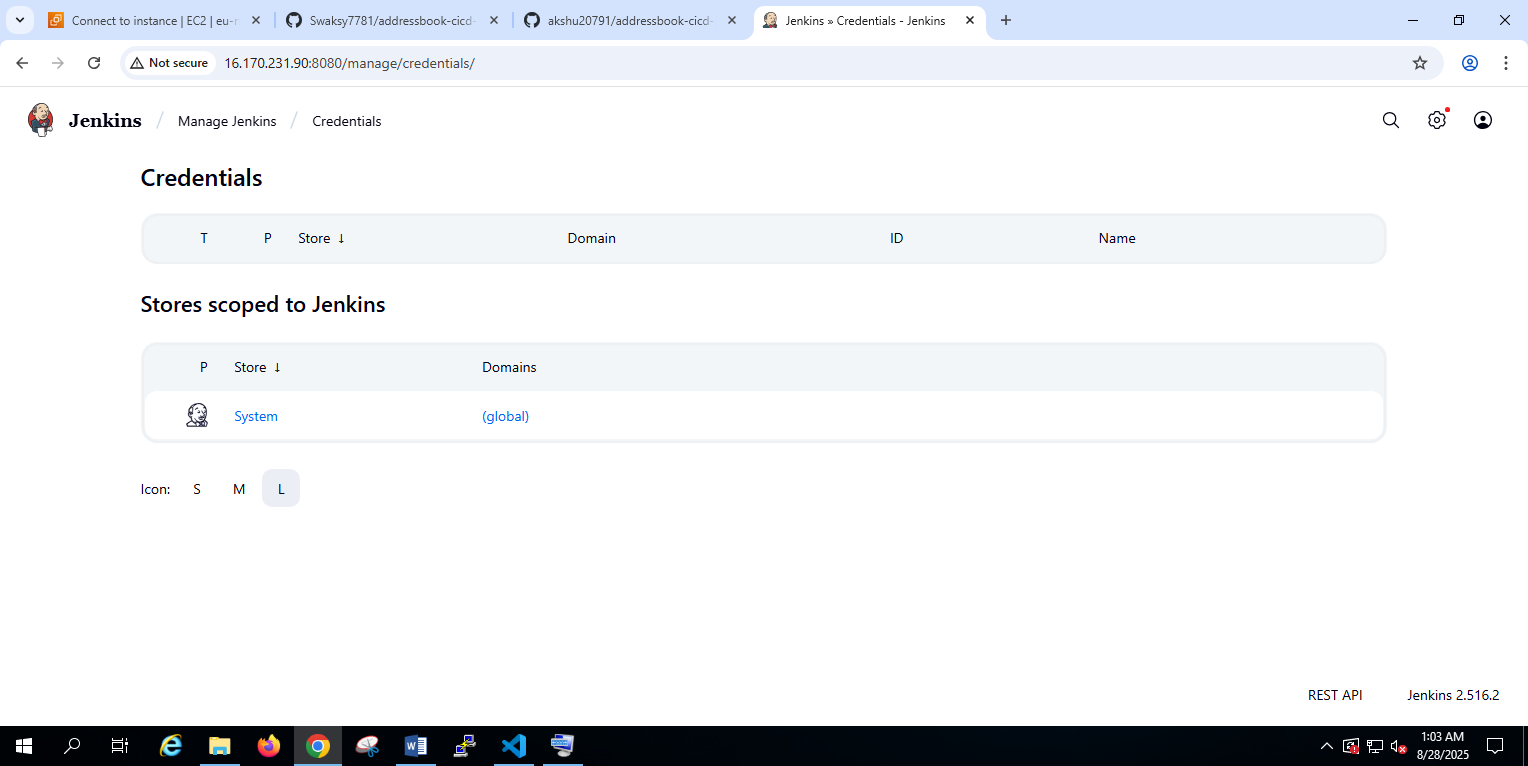 Connect to instance | EC2 | eu-n
Swaksy7781/addressbook-cicd-
akshu20791/addressbook-cicd-
Jenkins » Credentials - Jenkins
Not secure
16.170.231.90:8080/manage/credentials/
Jenkins / Manage Jenkins / Credentials
Credentials
T P Store ↓ Domain ID Name
Stores scoped to Jenkins
P Store ↓ Domains
System (global)
Icon: S M L
REST API Jenkins 2.516.2
1:03 AM
8/28/2025